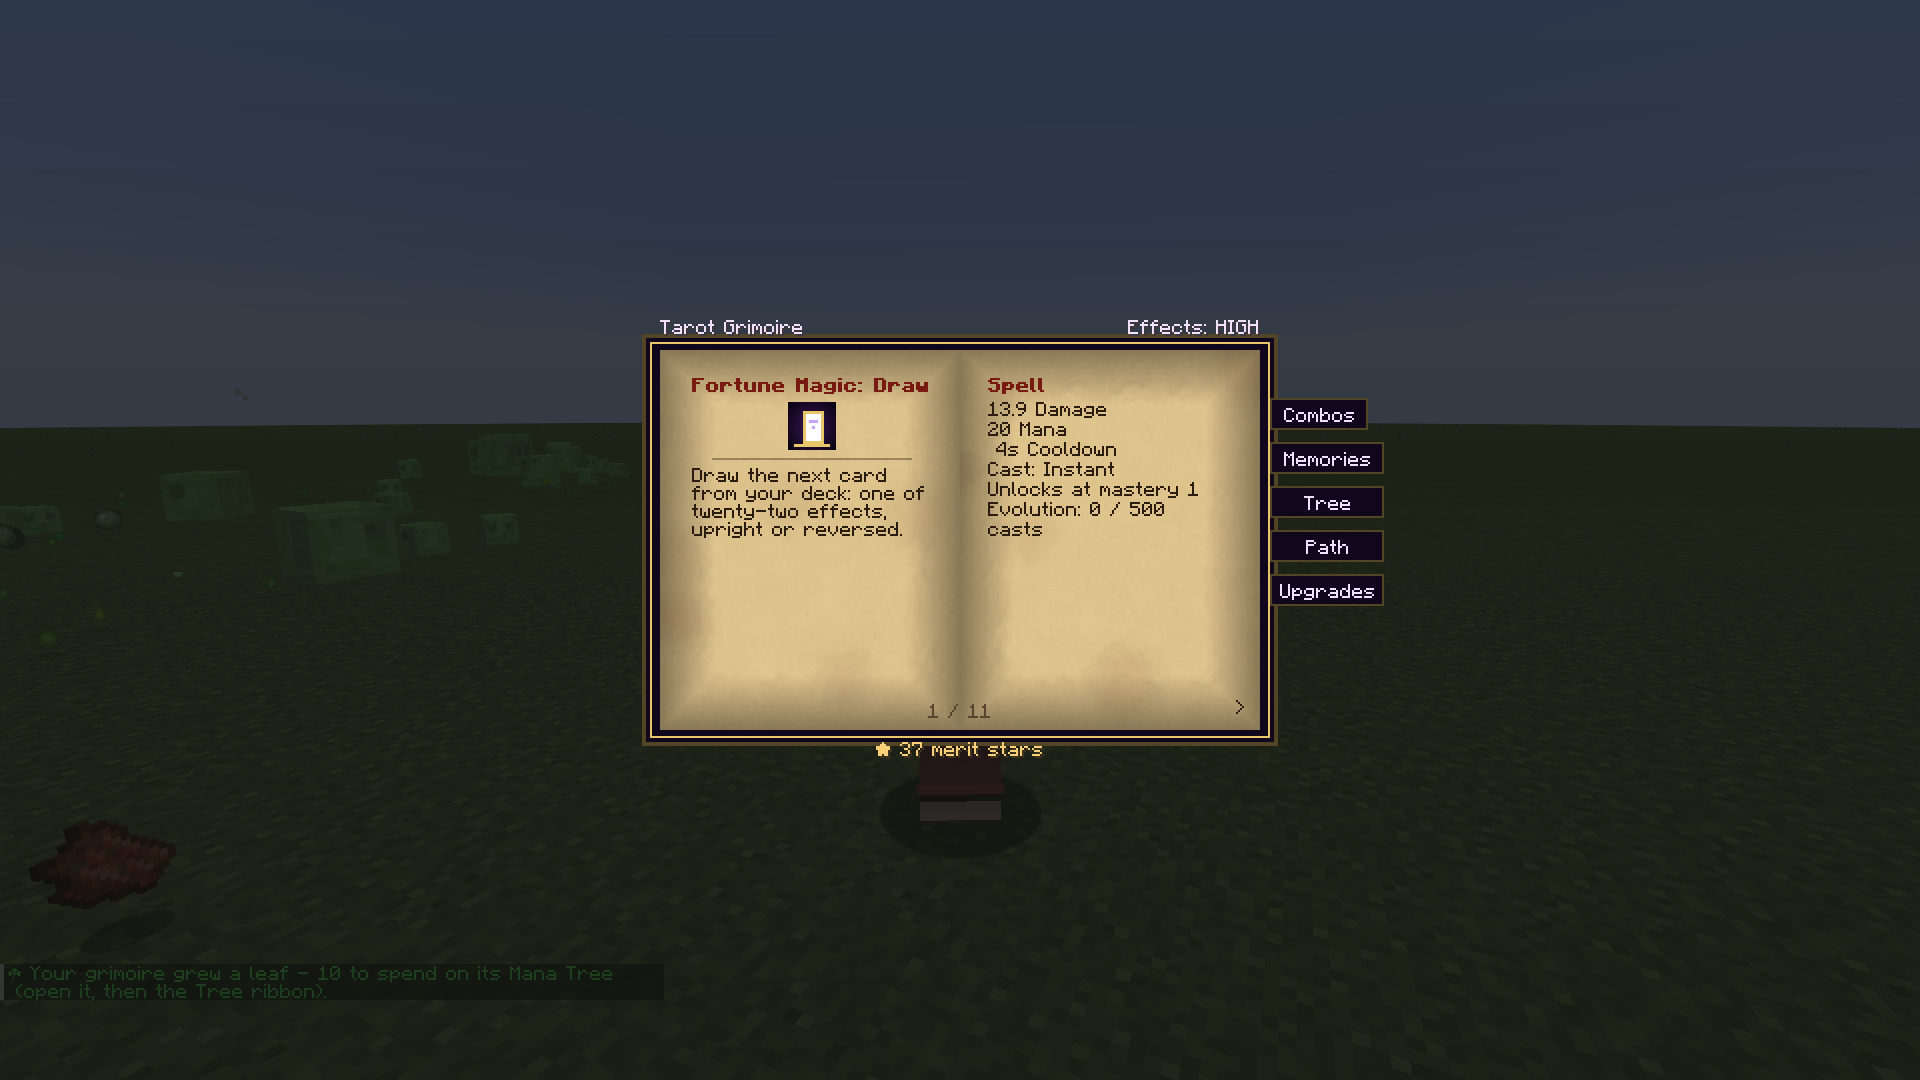 Tarot Grimoire
Effects: HIGH
Fortune Magic: Draw
Draw the next card
from your deck: one of
twenty-two effects,
upright or reversed.
Spell
13.9 Damage
20 Mana
4s Cooldown
Cast: Instant
Unlocks at mastery 1
Evolution: 0 / 500
casts
1 / 11
>
Combos
Memories
Tree
Path
Upgrades
★ 37 merit stars
☘ Your grimoire grew a leaf - 10 to spend on its Mana Tree
(open it, then the Tree ribbon).